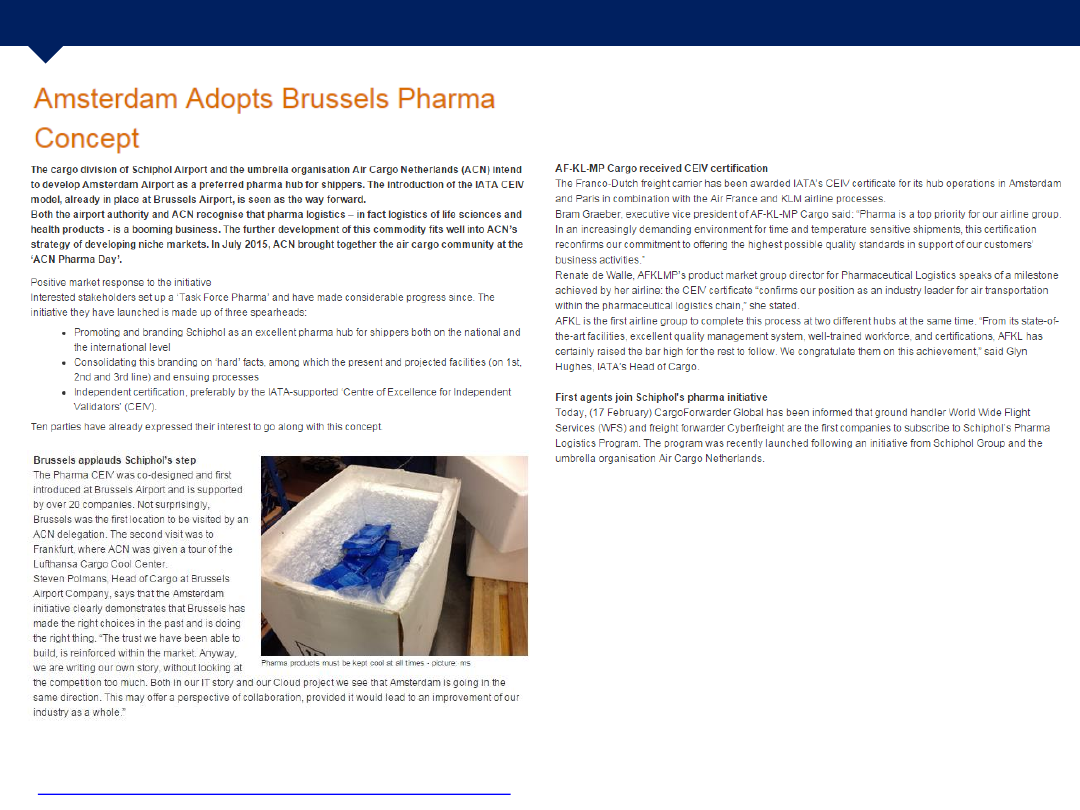 Amsterdam Adopts Brussels Pharma
Concept
The cargo division of Schiphol Airport and the umbrella organisation Air Cargo Netherlands (ACN) intend
to develop Amsterdam Airport as a preferred pharma hub for shippers. The introduction of the IATA CEIV
model, already in place at Brussels Airport, is seen as the way forward.
Both the airport authority and ACN recognise that pharma logistics – in fact logistics of life sciences and
health products - is a booming business. The further development of this commodity fits well into ACN's
strategy of developing niche markets. In July 2015, ACN brought together the air cargo community at the
'ACN Pharma Day'.
Positive market response to the initiative
Interested stakeholders set up a 'Task Force Pharma' and have made considerable progress since. The
initiative they have launched is made up of three spearheads:
• Promoting and branding Schiphol as an excellent pharma hub for shippers both on the national and
the international level
• Consolidating this branding on 'hard' facts, among which the present and projected facilities (on 1st,
2nd and 3rd line) and ensuing processes
• Independent certification, preferably by the IATA-supported 'Centre of Excellence for Independent
Validators' (CEIV).
Ten parties have already expressed their interest to go along with this concept.
Brussels applauds Schiphol's step
The Pharma CEIV was co-designed and first
introduced at Brussels Airport and is supported
by over 20 companies. Not surprisingly,
Brussels was the first location to be visited by an
ACN delegation. The second visit was to
Frankfurt, where ACN was given a tour of the
Lufthansa Cargo Cool Center.
Steven Polmans, Head of Cargo at Brussels
Airport Company, says that the Amsterdam
initiative clearly demonstrates that Brussels has
made the right choices in the past and is doing
the right thing. "The trust we have been able to
build, is reinforced within the market. Anyway,
we are writing our own story, without looking at
the competition too much. Both in our IT story and our Cloud project we see that Amsterdam is going in the
same direction. This may offer a perspective of collaboration, provided it would lead to an improvement of our
industry as a whole."
Pharma products must be kept cool at all times - picture: ms
AF-KL-MP Cargo received CEIV certification
The Franco-Dutch freight carrier has been awarded IATA's CEIV certificate for its hub operations in Amsterdam
and Paris in combination with the Air France and KLM airline processes.
Bram Graeber, executive vice president of AF-KL-MP Cargo said: "Pharma is a top priority for our airline group.
In an increasingly demanding environment for time and temperature sensitive shipments, this certification
reconfirms our commitment to offering the highest possible quality standards in support of our customers'
business activities."
Renate de Walle, AFKLMP's product market group director for Pharmaceutical Logistics speaks of a milestone
achieved by her airline: the CEIV certificate "confirms our position as an industry leader for air transportation
within the pharmaceutical logistics chain," she stated.
AFKL is the first airline group to complete this process at two different hubs at the same time. "From its state-of-
the-art facilities, excellent quality management system, well-trained workforce, and certifications, AFKL has
certainly raised the bar high for the rest to follow. We congratulate them on this achievement," said Glyn
Hughes, IATA's Head of Cargo.
First agents join Schiphol's pharma initiative
Today, (17 February) CargoForwarder Global has been informed that ground handler World Wide Flight
Services (WFS) and freight forwarder Cyberfreight are the first companies to subscribe to Schiphol's Pharma
Logistics Program. The program was recently launched following an initiative from Schiphol Group and the
umbrella organisation Air Cargo Netherlands.